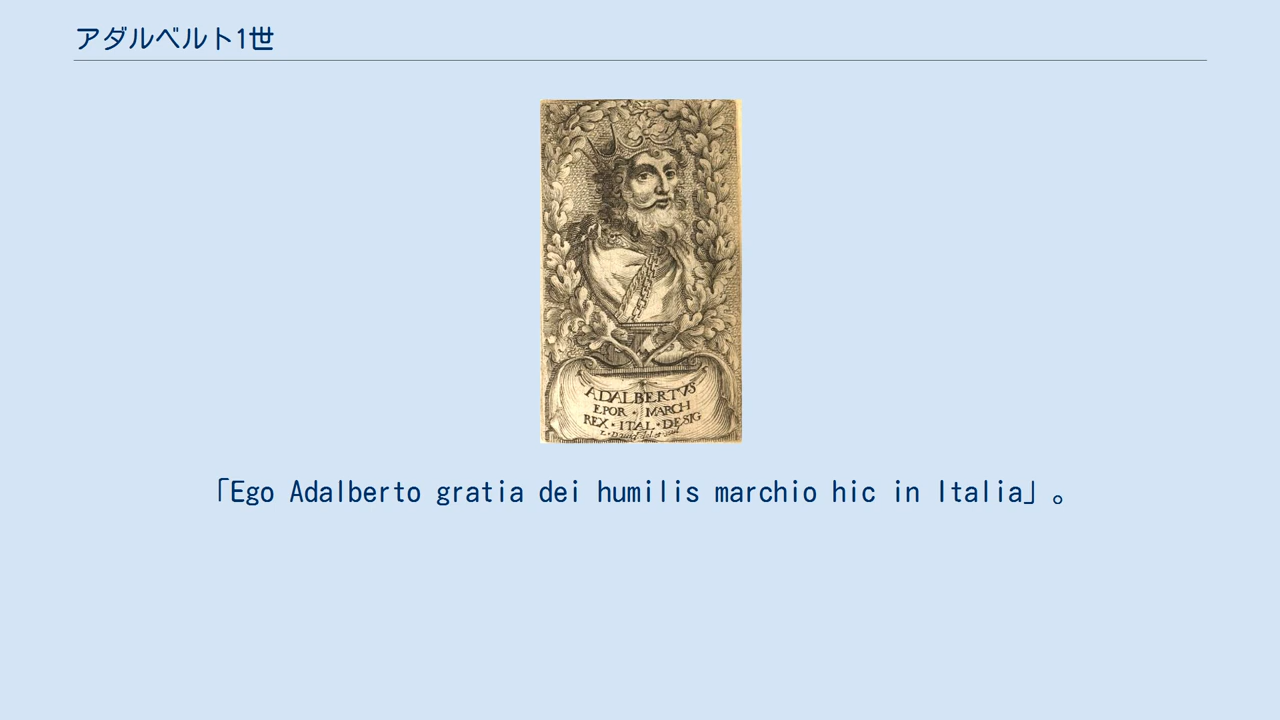 アダルベルト1世
ADALBERTVS
EPOR · MARCH
REX · ITAL · DESIG
「Ego Adalberto gratia dei humilis marchio hic in Italia」。